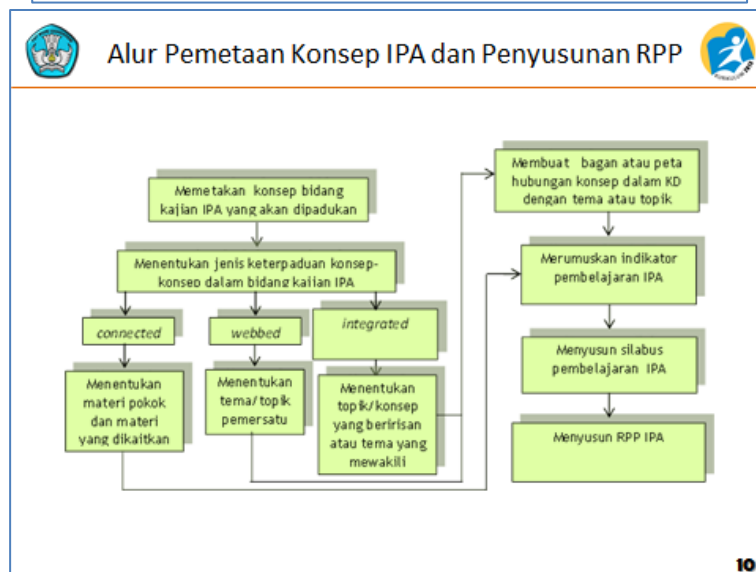 Alur Pemetaan Konsep IPA dan Penyusunan RPP
Memetakan konsep bidang
kajian IPA yang akan dipadukan
Menentukan jenis keterpaduan konsep-
konsep dalam bidang kajian IPA
connected
webbed
integrated
Menentukan
materi pokok
dan materi
yang dikaitkan
Menentukan
tema/topik
pemersatu
Menentukan
topik/konsep
yang beririsan
atau tema yang
mewakili
Membuat bagan atau peta
hubungan konsep dalam KD
dengan tema atau topik
Merumuskan indikator
pembelajaran IPA
Menyusun silabus
pembelajaran IPA
Menyusun RPP IPA
10